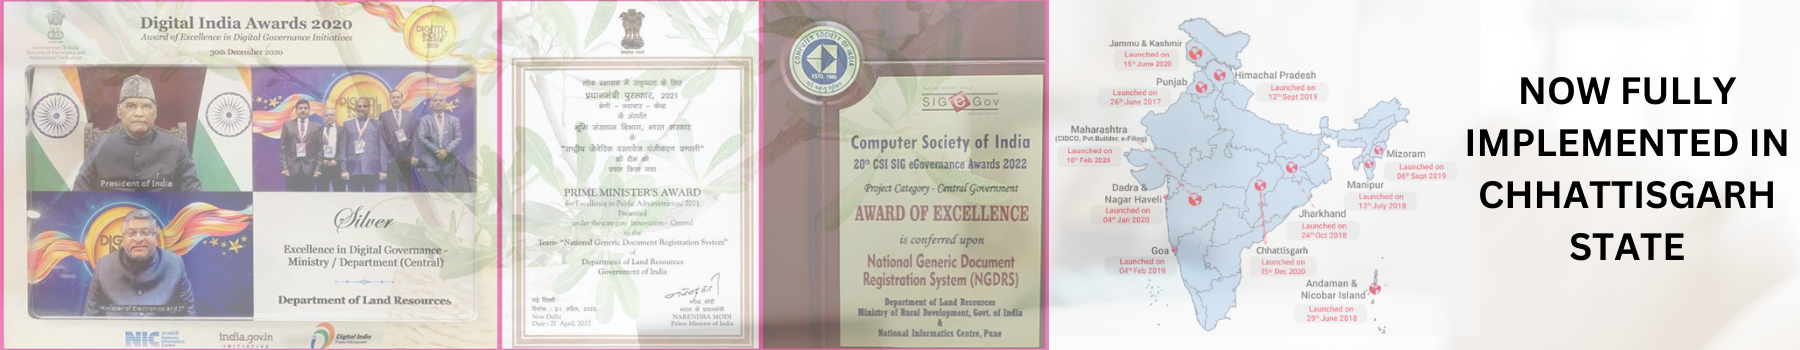 Digital India Awards 2020
Award of Excellence in Digital Governance Initiatives
30th December 2020
DIGITAL
2020
President of India
Minister of Electronics and IT
Silver
Excellence in Digital Governance –
Ministry / Department (Central)
Department of Land Resources
NIC
india.gov.in
INITIATIVE
Digital India
लोक प्रशासन में उत्कृष्टता के लिए
प्रधानमंत्री पुरस्कार, 2021
श्रेणी - नवाचार - केन्द्र
के अंतर्गत
भूमि संसाधन विभाग, भारत सरकार
के
"राष्ट्रीय जेनेरिक दस्तावेज पंजीकरण प्रणाली"
की टीम को
प्रदान किया गया
PRIME MINISTER'S AWARD
for Excellence in Public Administration, 2021
Presented
under the category Innovation – Central
to the
Team- "National Generic Document Registration System"
of
Department of Land Resources
Government of India
नई दिल्ली
दिनांक : 21 अप्रैल, 2022
New Delhi
Date : 21 April, 2022
नरेन्द्र मोदी
भारत के प्रधानमंत्री
NARENDRA MODI
Prime Minister of India
COMPUTER SOCIETY OF INDIA
ESTD. 1965
SIGeGov
Computer Society of India
20th CSI SIG eGovernance Awards 2022
Project Category - Central Government
AWARD OF EXCELLENCE
is conferred upon
National Generic Document
Registration System (NGDRS)
Department of Land Resources
Ministry of Rural Development, Govt. of India
&
National Informatics Centre, Pune
Jammu & Kashmir
Launched on
15th June 2020
Punjab
Launched on
26th June 2017
Himachal Pradesh
Launched on
12th Sept 2019
Maharashtra
(CIDCO, Pvt.Builder, e-Filing)
Launched on
10th Feb 2020
Dadra &
Nagar Haveli
Launched on
04th Jan 2020
Goa
Launched on
04th Feb 2019
Mizoram
Launched on
06th Sept 2019
Manipur
Launched on
13th July 2018
Jharkhand
Launched on
24th Oct 2018
Chhattisgarh
Launched on
15th Dec 2020
Andaman &
Nicobar Island
Launched on
29th June 2018
NOW FULLY
IMPLEMENTED IN
CHHATTISGARH
STATE